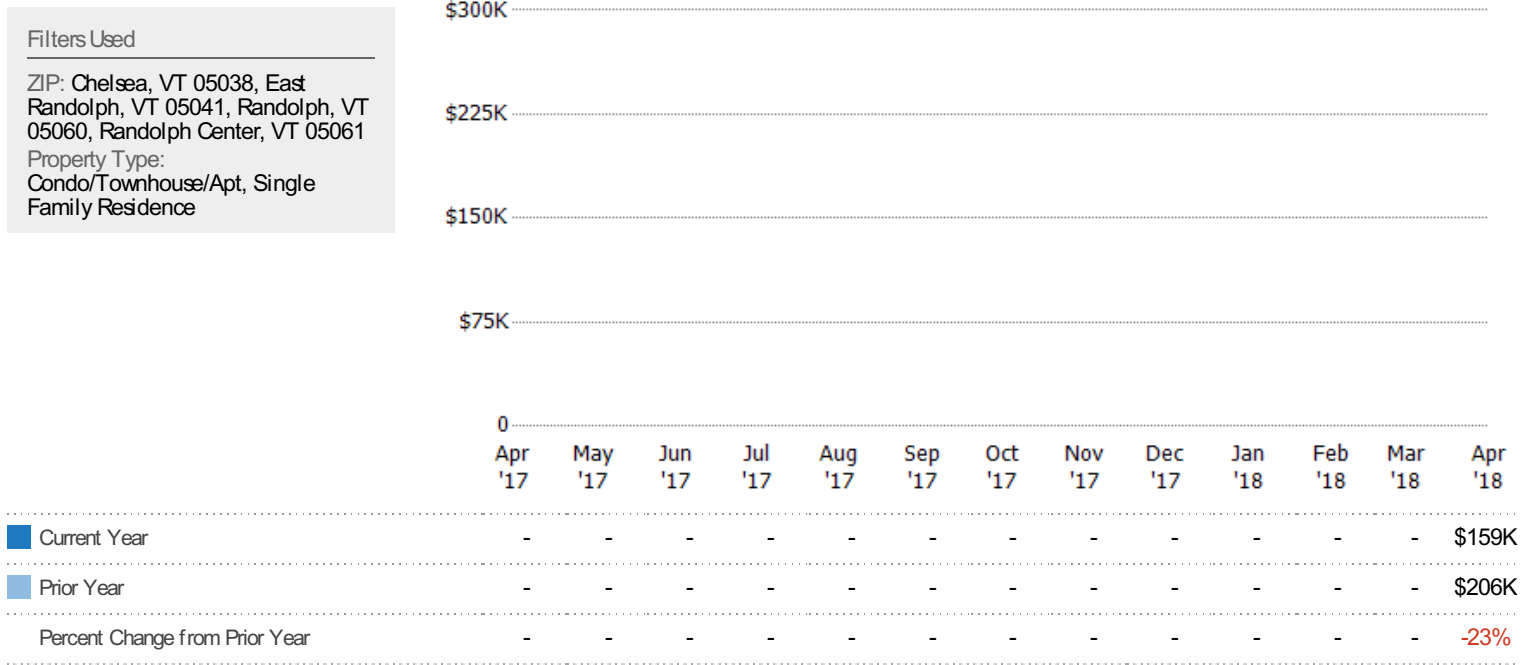 Filters Used
ZIP: Chelsea, VT 05038, East
Randolph, VT 05041, Randolph, VT
05060, Randolph Center, VT 05061
Property Type:
Condo/Townhouse/Apt, Single
Family Residence
$300K
$225K
$150K
$75K
0
Apr May Jun Jul Aug Sep Oct Nov Dec Jan Feb Mar Apr
'17 '17 '17 '17 '17 '17 '17 '17 '17 '18 '18 '18 '18
Current Year - - - - - - - - - - - - $159K
Prior Year - - - - - - - - - - - - $206K
Percent Change from Prior Year - - - - - - - - - - - - -23%